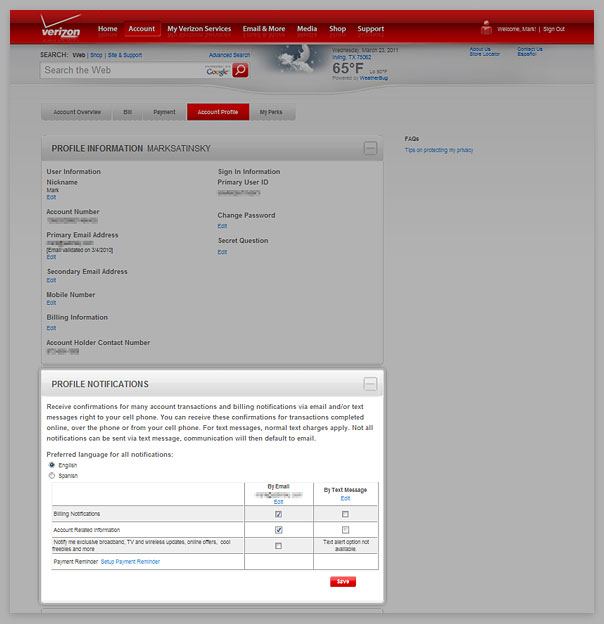 verizon
Home Account My Verizon Services Email & More Media Shop Support
Welcome, Mark! | Sign Out
SEARCH: Web | Shop | Site & Support Advanced Search
Search the Web
Google
Wednesday, March 23, 2011
Irving, TX 75062
65°F Lo 50°F
Powered by WeatherBug
About Us Contact Us
Store Locator Español
Account Overview Bill Payment Account Profile My Perks
PROFILE INFORMATION MARKSATINSKY
FAQs
Tips on protecting my privacy
User Information
Nickname
Mark
Edit
Account Number
Primary Email Address
[Email validated on 3/4/2010]
Edit
Secondary Email Address
Edit
Mobile Number
Edit
Billing Information
Edit
Account Holder Contact Number
Edit
Sign In Information
Primary User ID
Change Password
Edit
Secret Question
Edit
PROFILE NOTIFICATIONS
Receive confirmations for many account transactions and billing notifications via email and/or text
messages right to your cell phone. You can receive these confirmations for transactions completed
online, over the phone or from your cell phone. For text messages, normal text charges apply. Not all
notifications can be sent via text message, communication will then default to email.
Preferred language for all notifications:
English
Spanish
By Email By Text Message
Edit Edit
Billing Notifications
Account Related Information
Notify me exclusive broadband, TV and wireless updates, online offers, cool
freebies and more
Text alert option not
available.
Payment Reminder Setup Payment Reminder
Save